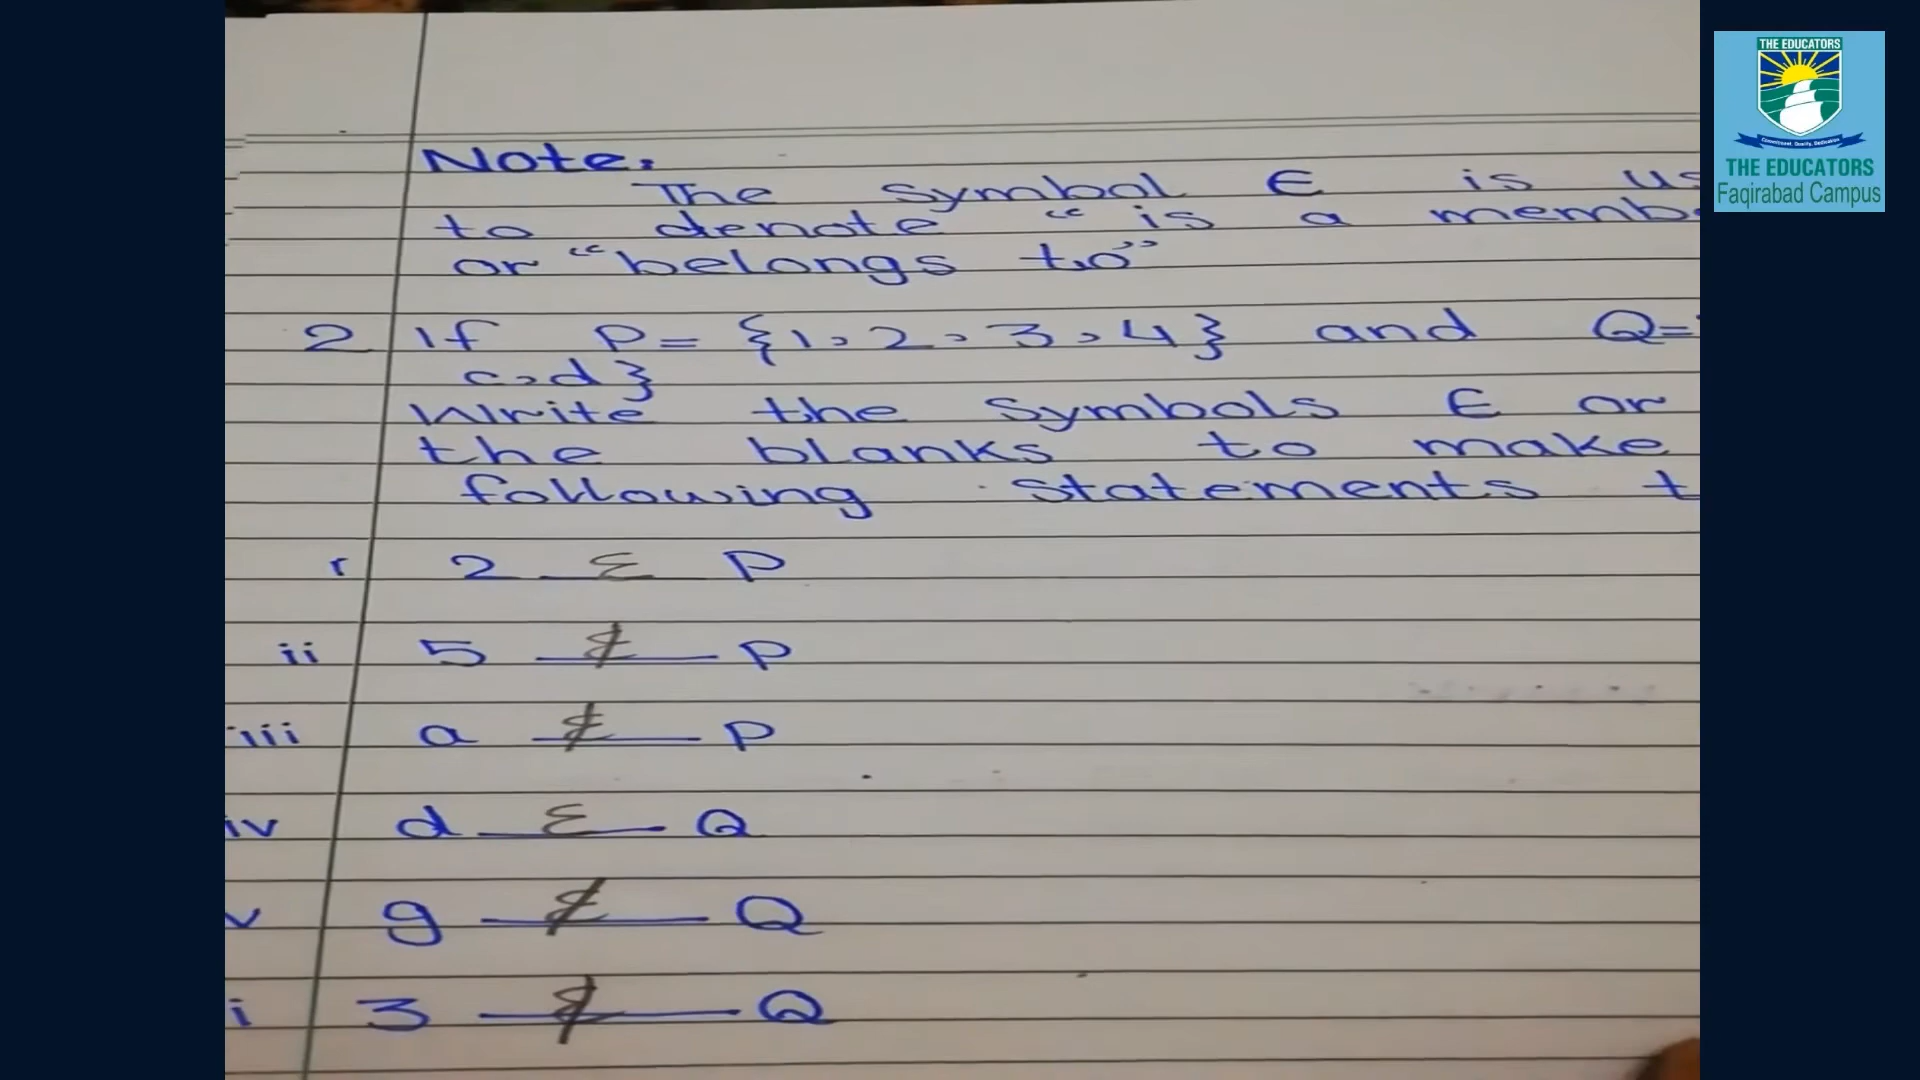 THE EDUCATORS
THE EDUCATORS
Faqirabad Campus
Note:
The symbol ∈ is us
to denote “ is a memb
or “belongs to”
2 If P= {1,2,3,4} and Q=
c,d}
Write the Symbols ∈ or
the blanks to make
following statements t
i 2 ∈ P
ii 5 ∉ P
iii a ∉ P
iv d ∈ Q
v g ∉ Q
i 3 ∉ Q